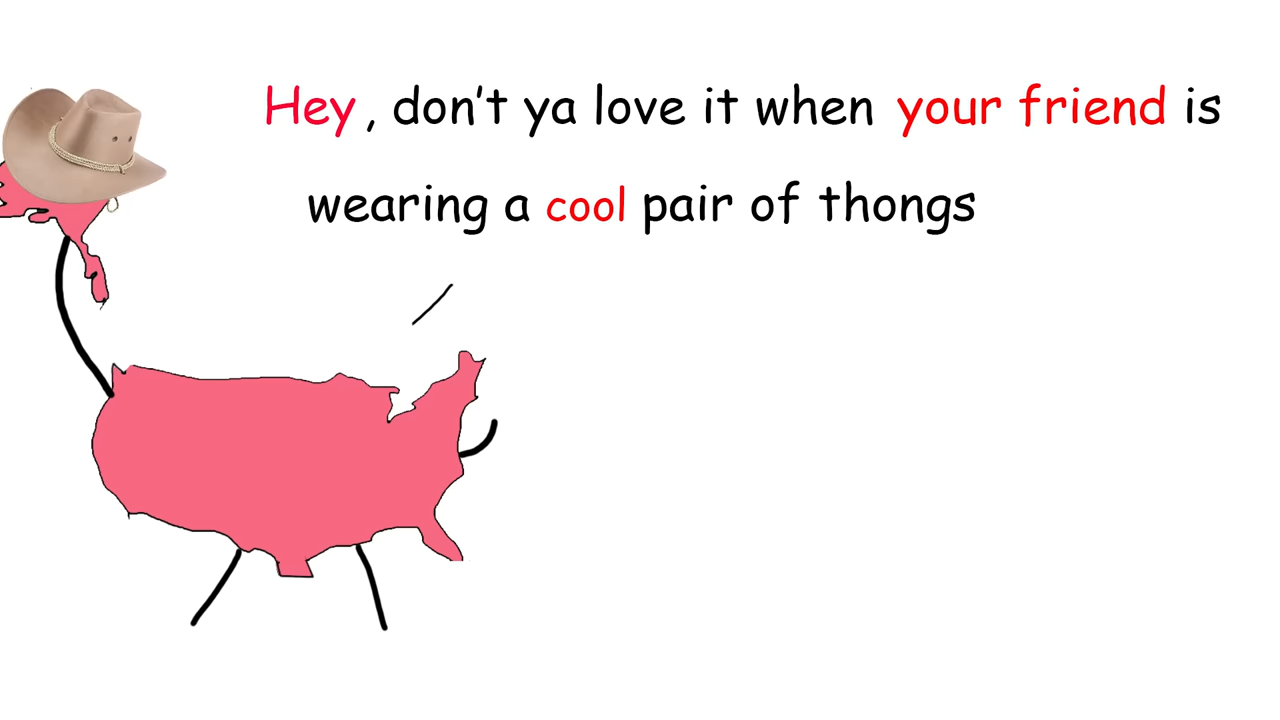 Hey, don't ya love it when your friend is
wearing a cool pair of thongs